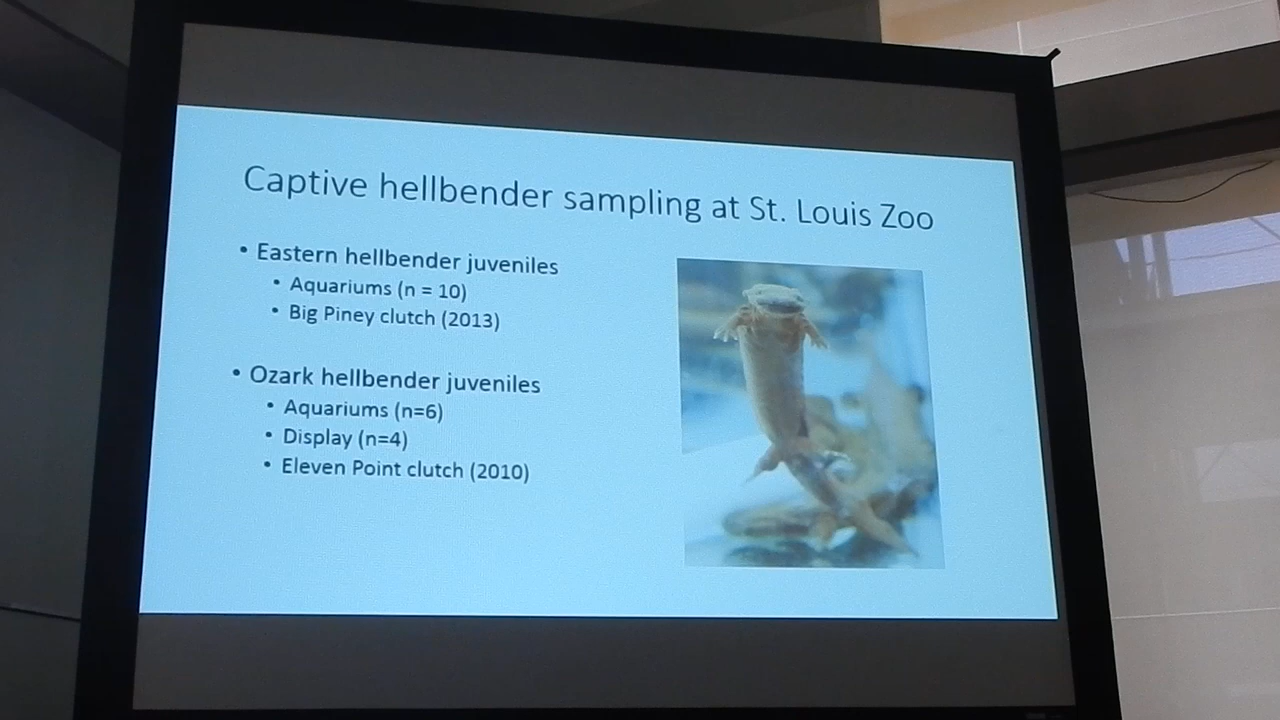 Captive hellbender sampling at St. Louis Zoo
• Eastern hellbender juveniles
• Aquariums (n = 10)
• Big Piney clutch (2013)
• Ozark hellbender juveniles
• Aquariums (n=6)
• Display (n=4)
• Eleven Point clutch (2010)